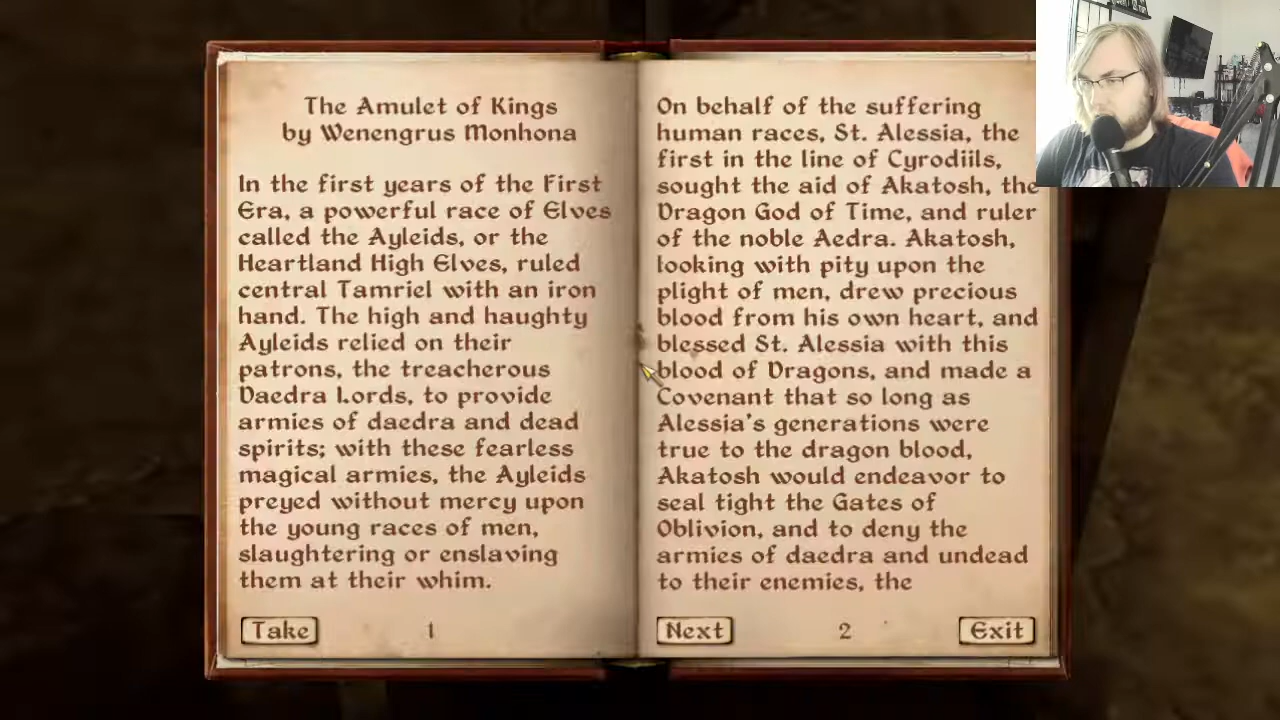 The Amulet of Kings
by Wenengrus Monhona
In the first years of the First
Era, a powerful race of Elves
called the Ayleids, or the
Heartland High Elves, ruled
central Tamriel with an iron
hand. The high and haughty
Ayleids relied on their
patrons, the treacherous
Daedra Lords, to provide
armies of daedra and dead
spirits; with these fearless
magical armies, the Ayleids
preyed without mercy upon
the young races of men,
slaughtering or enslaving
them at their whim.
Take
1
On behalf of the suffering
human races, St. Alessia, the
first in the line of Cyrodiils,
sought the aid of Akatosh, the
Dragon God of Time, and ruler
of the noble Aedra. Akatosh,
looking with pity upon the
plight of men, drew precious
blood from his own heart, and
blessed St. Alessia with this
blood of Dragons, and made a
Covenant that so long as
Alessia's generations were
true to the dragon blood,
Akatosh would endeavor to
seal tight the Gates of
Oblivion, and to deny the
armies of daedra and undead
to their enemies, the
Next
2
Exit